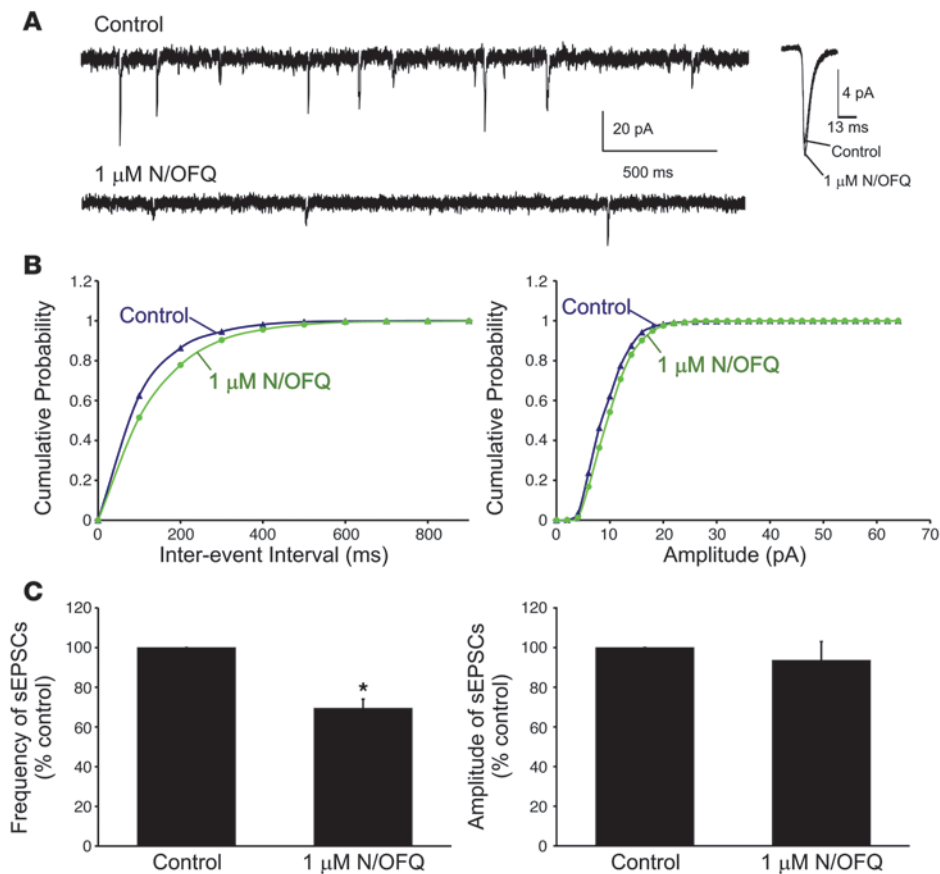 A
Control
20 pA
500 ms
4 pA
13 ms
Control
1 μM N/OFQ
1 μM N/OFQ
B
Cumulative Probability
1.2
1
0.8
0.6
0.4
0.2
0
Control
1 μM N/OFQ
0 200 400 600 800
Inter-event Interval (ms)
Cumulative Probability
1.2
1
0.8
0.6
0.4
0.2
0
Control
1 μM N/OFQ
0 10 20 30 40 50 60 70
Amplitude (pA)
C
Frequency of sEPSCs
(% control)
120
100
80
60
40
20
0
*
Control 1 μM N/OFQ
Amplitude of sEPSCs
(% control)
120
100
80
60
40
20
0
Control 1 μM N/OFQ